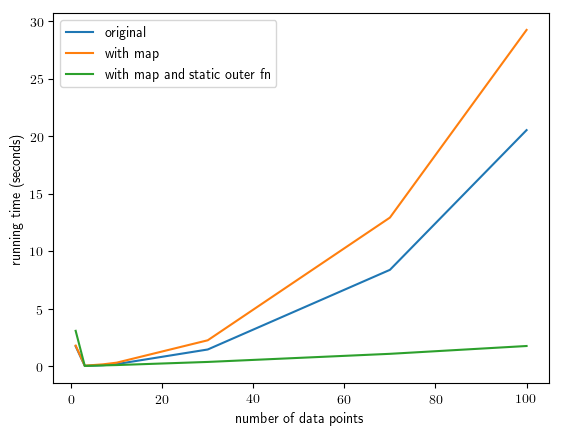 original
with map
with map and static outer fn
running time (seconds)
30
25
20
15
10
5
0
0 20 40 60 80 100
number of data points